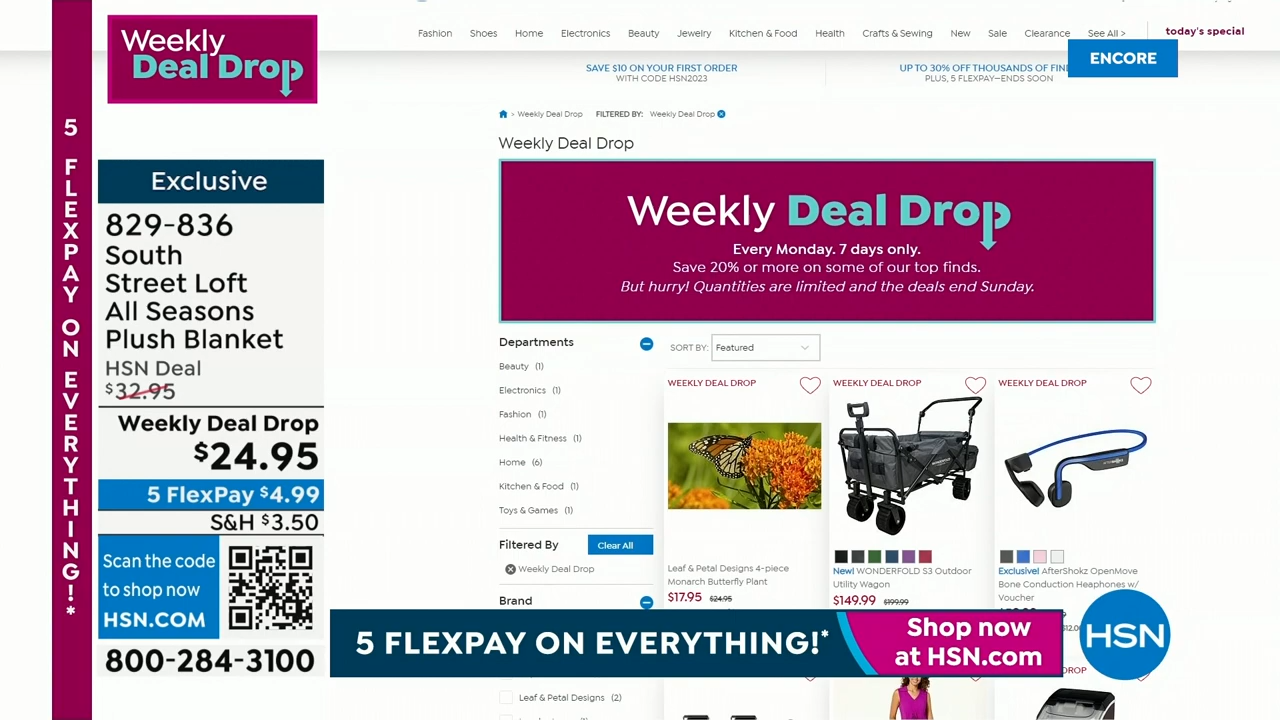 Weekly
Deal Drop
Fashion Shoes Home Electronics Beauty Jewelry Kitchen & Food Health Crafts & Sewing New Sale Clearance See All > today's special
ENCORE
SAVE $10 ON YOUR FIRST ORDER
WITH CODE HSN2023
UP TO 30% OFF THOUSANDS OF
PLUS, 5 FLEXPAY—ENDS SOON
> Weekly Deal Drop FILTERED BY: Weekly Deal Drop
Weekly Deal Drop
Weekly Deal Drop
Every Monday. 7 days only.
Save 20% or more on some of our top finds.
But hurry! Quantities are limited and the deals end Sunday.
5 FLEXPAY ON EVERYTHING!*
Exclusive
829-836
South
Street Loft
All Seasons
Plush Blanket
HSN Deal
$32.95
Weekly Deal Drop
$24.95
5 FlexPay $4.99
S&H $3.50
Scan the code
to shop now
HSN.COM
800-284-3100
Departments
Beauty (1)
Electronics (1)
Fashion (1)
Health & Fitness (1)
Home (6)
Kitchen & Food (1)
Toys & Games (1)
Filtered By Clear All
Weekly Deal Drop
Brand
Leaf & Petal Designs (2)
SORT BY: Featured
WEEKLY DEAL DROP
Leaf & Petal Designs 4-piece
Monarch Butterfly Plant
$17.95 $24.95
WEEKLY DEAL DROP
New! WONDERFOLD S3 Outdoor
Utility Wagon
$149.99 $199.99
WEEKLY DEAL DROP
Exclusive! AfterShokz OpenMove
Bone Conduction Heaphones w/
Voucher
5 FLEXPAY ON EVERYTHING!*
Shop now
at HSN.com
HSN